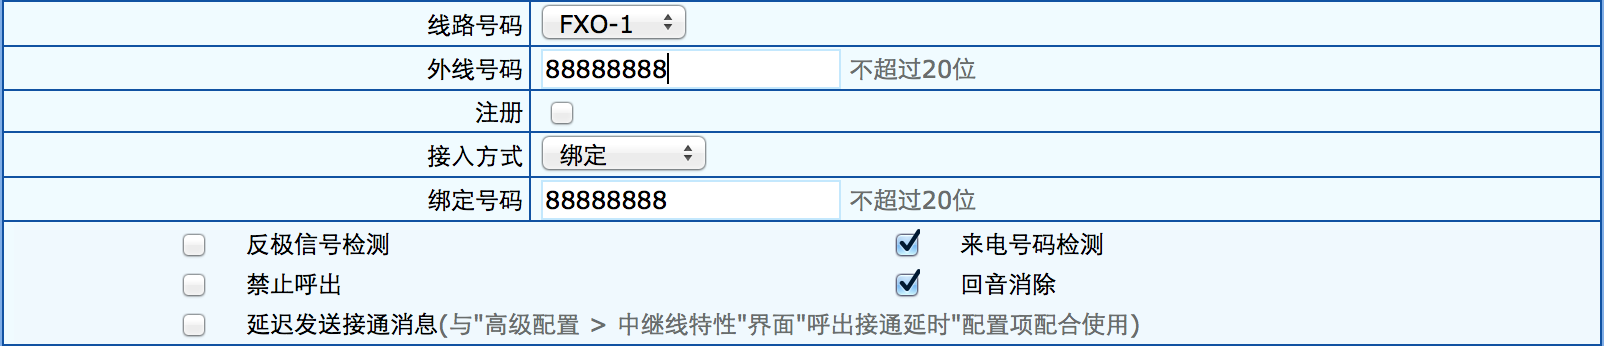 线路号码 FXO-1
外线号码 88888888 不超过20位
注册
接入方式 绑定
绑定号码 88888888 不超过20位
反极信号检测 来电号码检测
禁止呼出 回音消除
延迟发送接通消息(与"高级配置 > 中继线特性"界面"呼出接通延时"配置项配合使用)